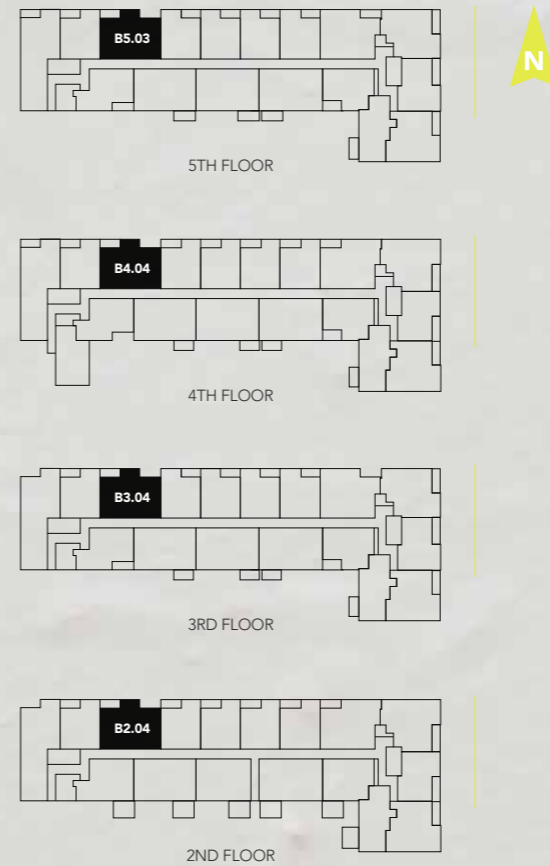 B5.03
N
5TH FLOOR
B4.04
4TH FLOOR
B3.04
3RD FLOOR
B2.04
2ND FLOOR